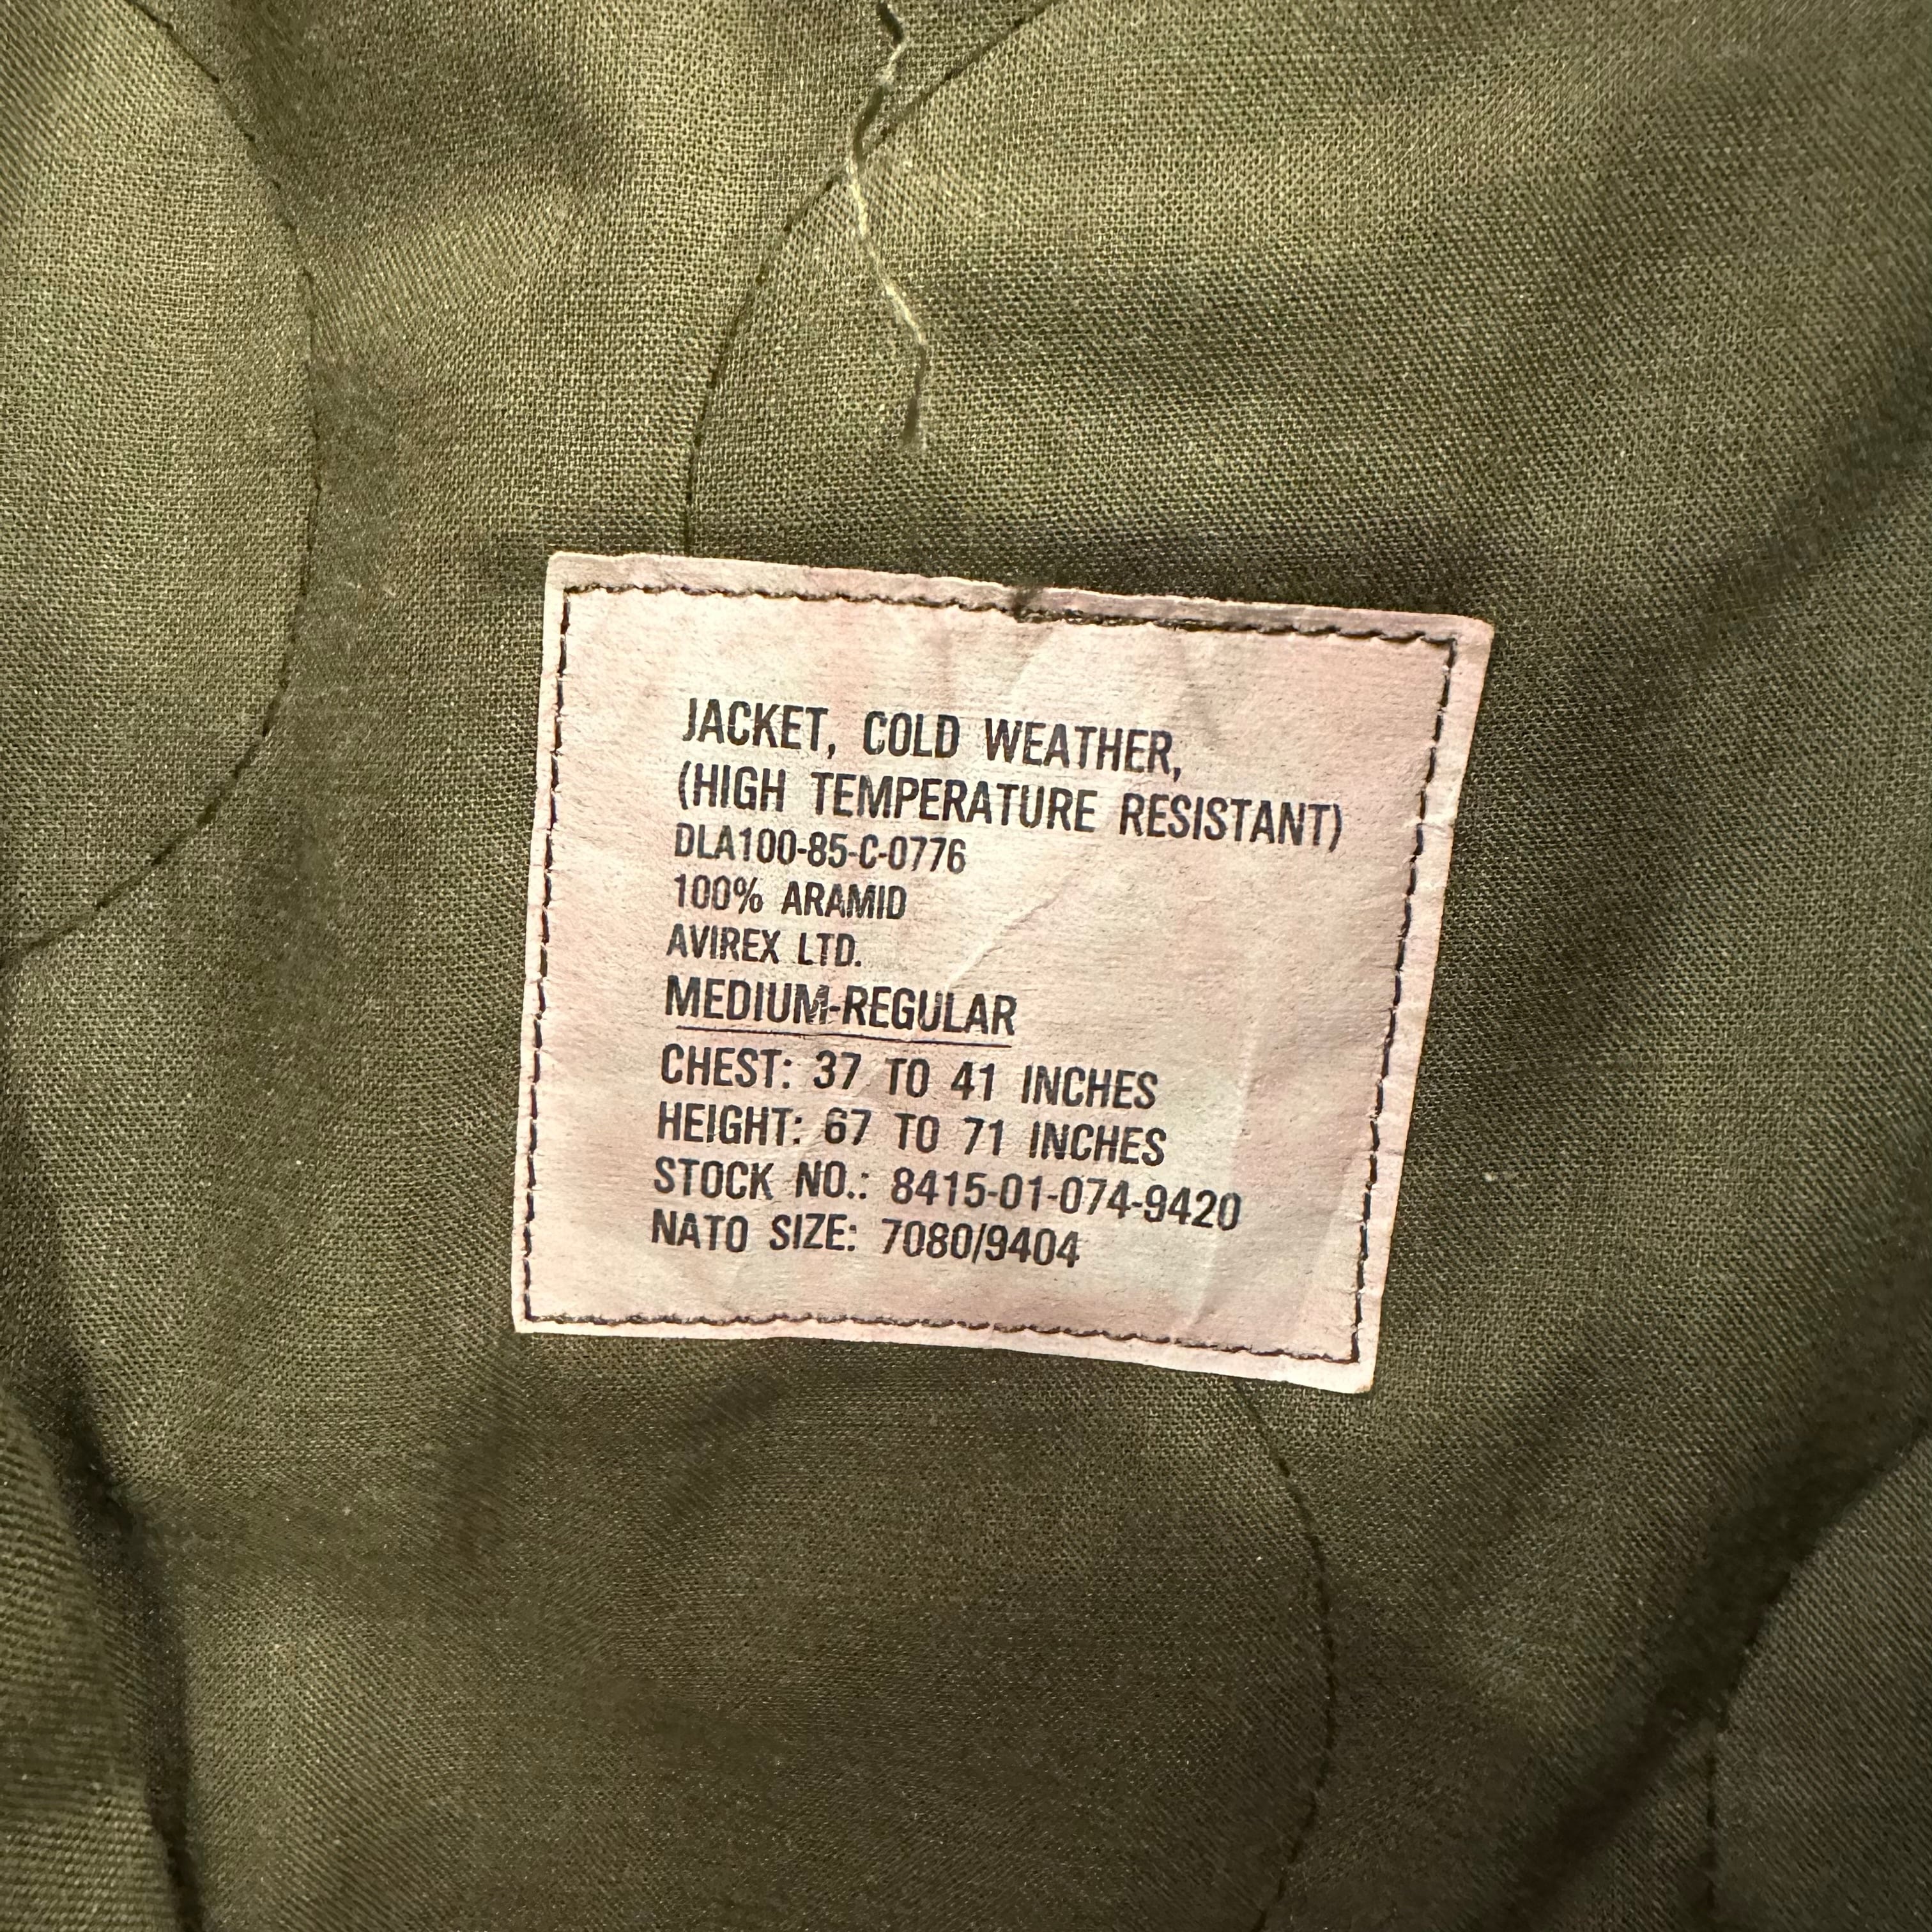 JACKET, COLD WEATHER,
(HIGH TEMPERATURE RESISTANT)
DLA100-85-C-0776
100% ARAMID
AVIREX LTD.
MEDIUM-REGULAR
CHEST: 37 TO 41 INCHES
HEIGHT: 67 TO 71 INCHES
STOCK NO.: 8415-01-074-9420
NATO SIZE: 7080/9404